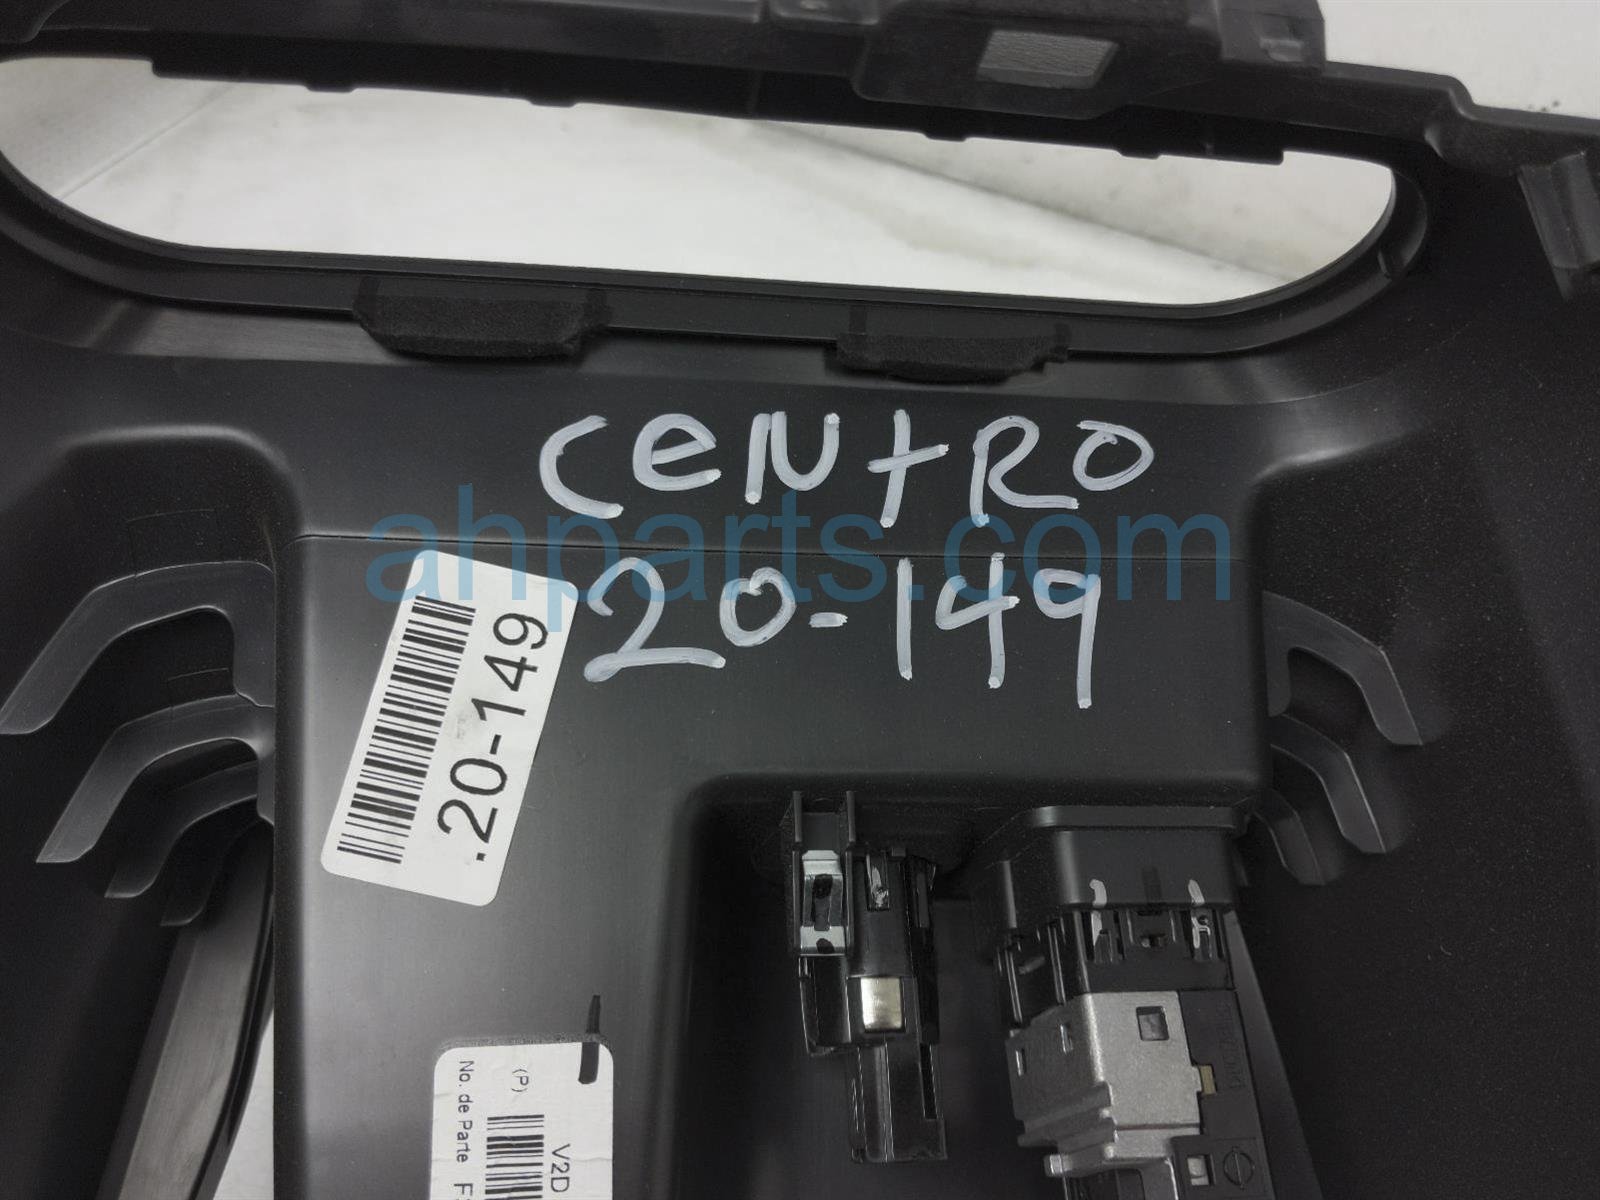 CENTRO
20-149
ahparts.com
.20-149
(P)
V2D
No. de Parte